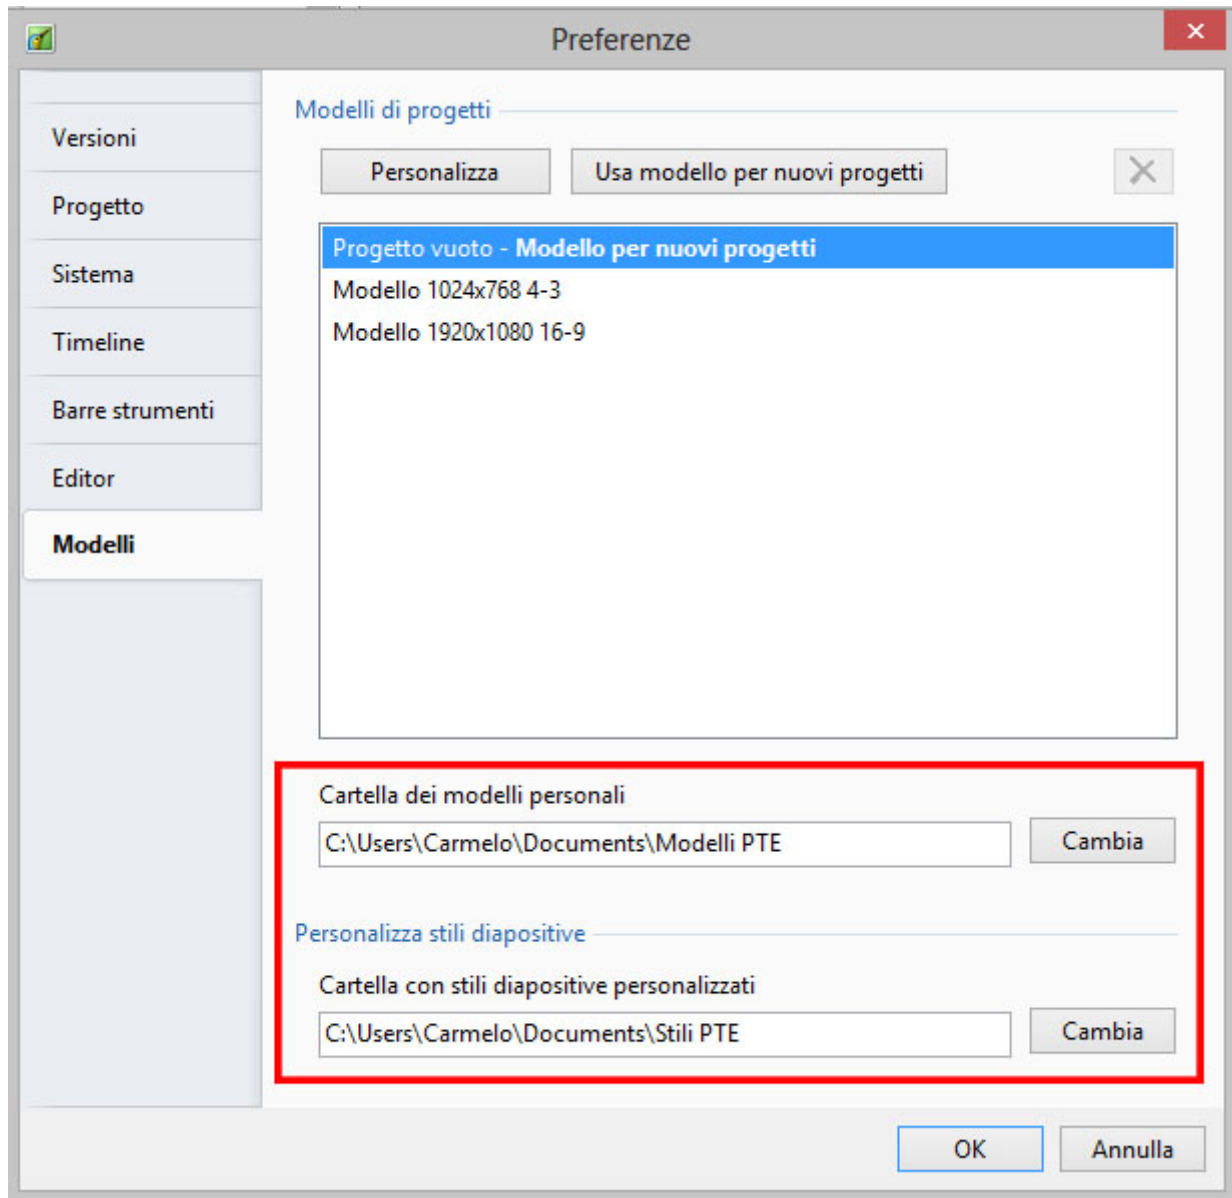 Preferenze
Modelli di progetti
Versioni
Personalizza
Usa modello per nuovi progetti
Progetto
Progetto vuoto - Modello per nuovi progetti
Sistema
Modello 1024x768 4-3
Modello 1920x1080 16-9
Timeline
Barre strumenti
Editor
Modelli
Cartella dei modelli personali
C:\Users\Carmelo\Documents\Modelli PTE
Cambia
Personalizza stili diapositive
Cartella con stili diapositive personalizzati
C:\Users\Carmelo\Documents\Stili PTE
Cambia
OK
Annulla